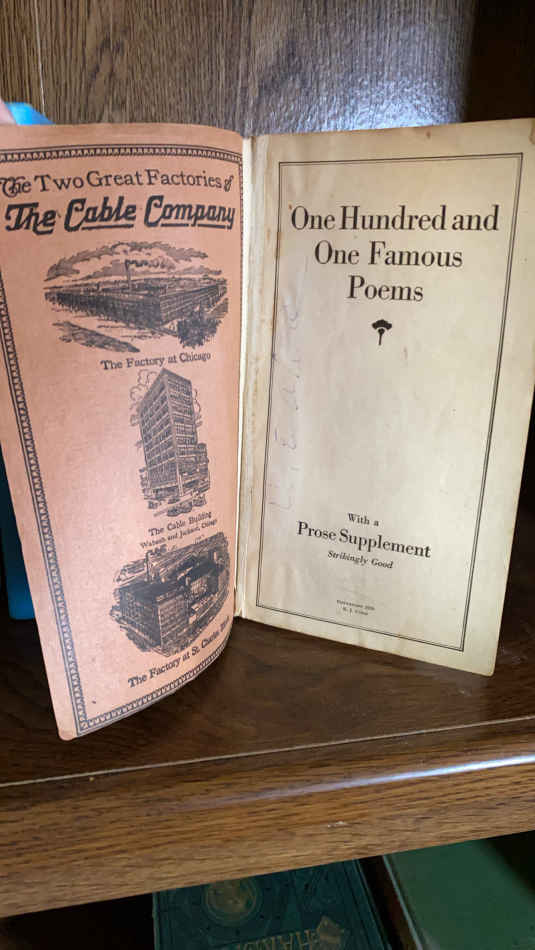 The Two Great Factories of
The Cable Company
The Factory at Chicago
The Cable Building
Wabash and Jackson, Chicago
The Factory at St. Charles, Ill.
One Hundred and
One Famous
Poems
With a
Prose Supplement
Strikingly Good
R. J. Cook